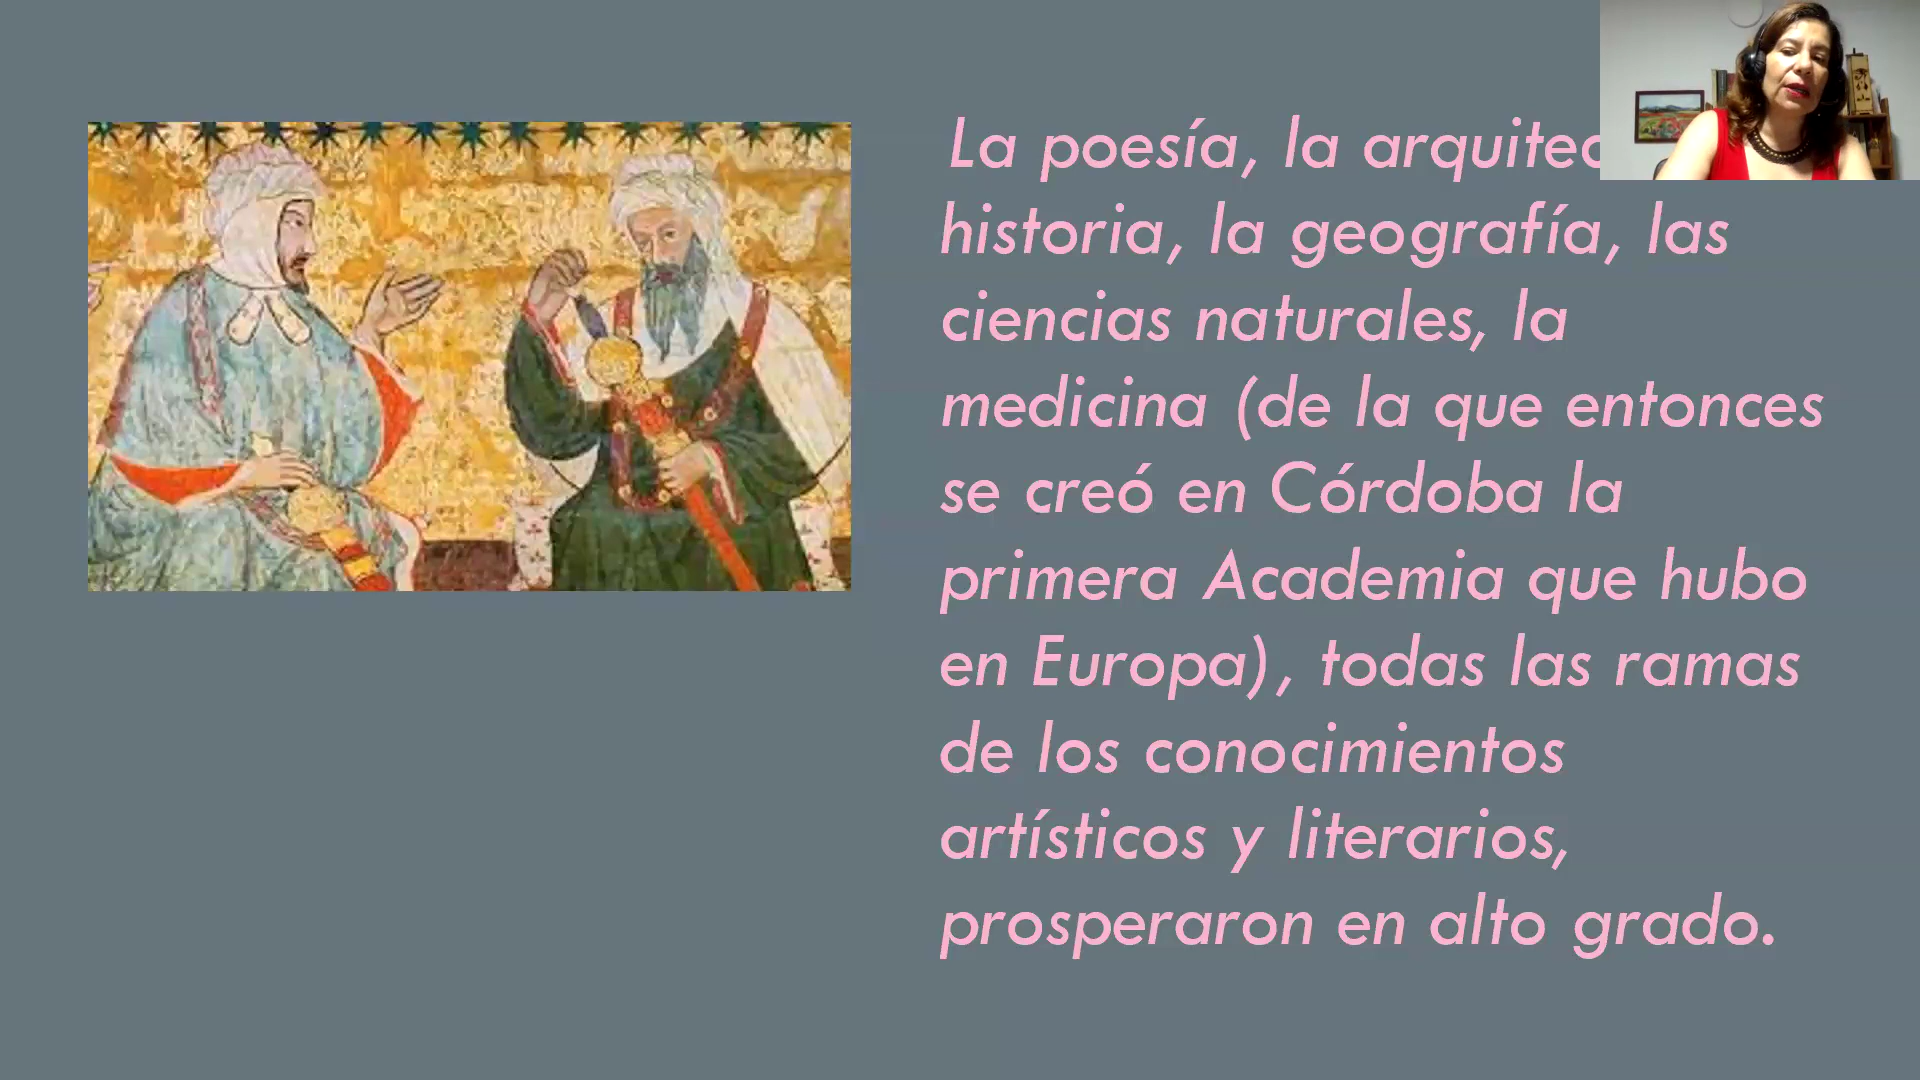 La poesía, la
historia, la geografía, las
ciencias naturales, la
medicina (de la que entonces
se creó en Córdoba la
primera Academia que hubo
en Europa), todas las ramas
de los conocimientos
artísticos y literarios,
prosperaron en alto grado.